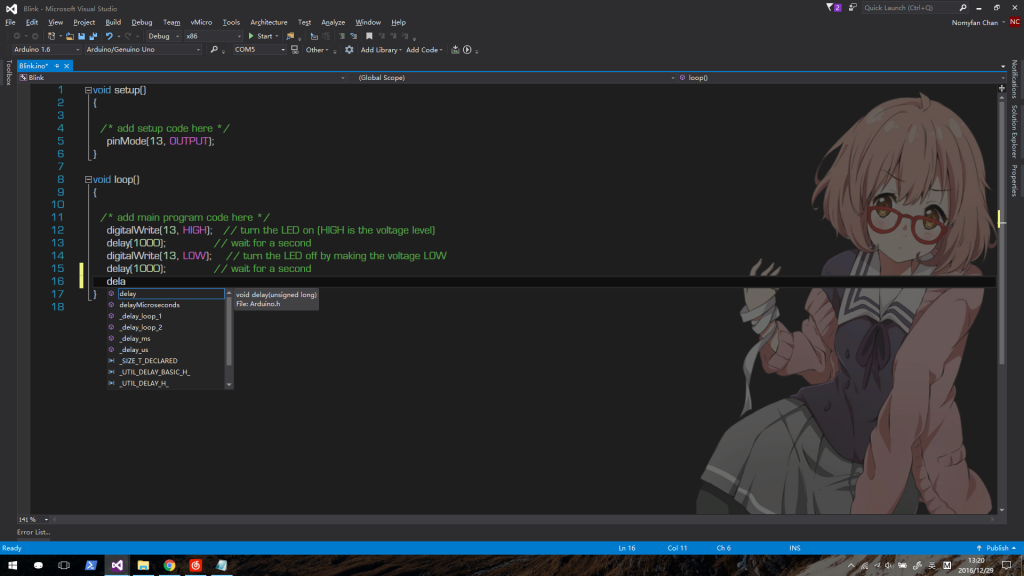 Blink - Microsoft Visual Studio
2
Quick Launch (Ctrl+Q)
File Edit View Project Build Debug Team vMicro Tools Architecture Test Analyze Window Help
Nomyfan Chan NC
Debug x86 Start
Arduino 1.6 Arduino/Genuino Uno COM5 Other Add Library Add Code
Toolbox
Blink.ino*
Blink (Global Scope) loop()
1 void setup()
2 {
3
4 /* add setup code here */
5 pinMode(13, OUTPUT);
6 }
7
8 void loop()
9 {
10
11 /* add main program code here */
12 digitalWrite(13, HIGH); // turn the LED on (HIGH is the voltage level)
13 delay(1000); // wait for a second
14 digitalWrite(13, LOW); // turn the LED off by making the voltage LOW
15 delay(1000); // wait for a second
16 dela
17 }
18
delay
delayMicroseconds
_delay_loop_1
_delay_loop_2
_delay_ms
_delay_us
_SIZE_T_DECLARED
_UTIL_DELAY_BASIC_H_
_UTIL_DELAY_H_
void delay(unsigned long)
File: Arduino.h
Notifications
Solution Explorer
Properties
141 %
Error List...
Ready Ln 16 Col 11 Ch 6 INS Publish
英 M
13:20
2016/12/29